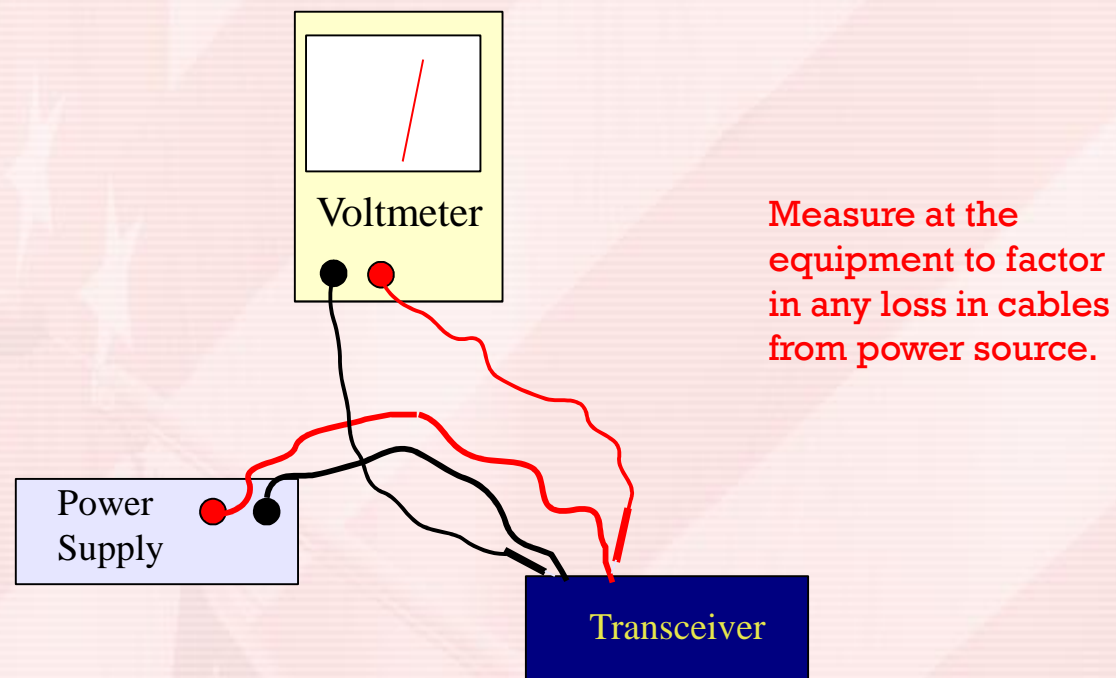 Voltmeter
Measure at the
equipment to factor
in any loss in cables
from power source.
Power
Supply
Transceiver